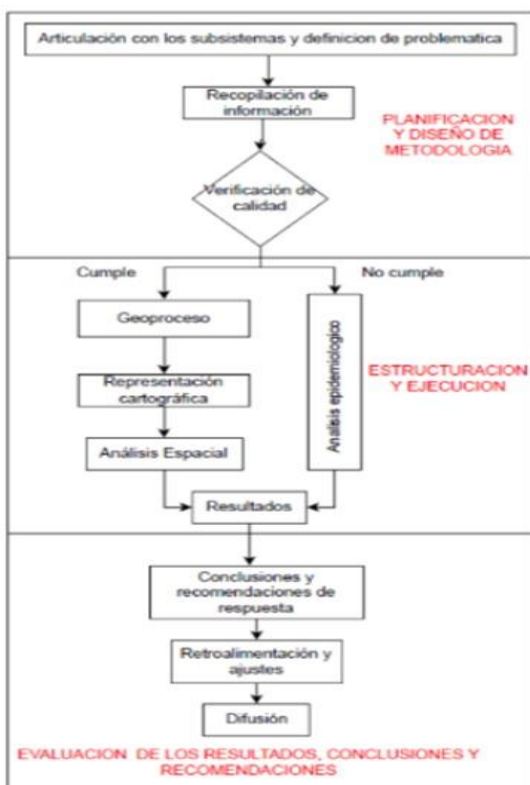 Articulación con los subsistemas y definicion de problematica
Recopilación de
información
PLANIFICACION
Y DISEÑO DE
METODOLOGIA
Verificación de
calidad
Cumple
No cumple
Geoproceso
Representación
cartográfica
Análisis Espacial
Analisis epidemiologico
ESTRUCTURACION
Y EJECUCION
Resultados
Conclusiones y
recomendaciones de
respuesta
Retroalimentación y
ajustes
Difusión
EVALUACION DE LOS RESULTADOS, CONCLUSIONES Y
RECOMENDACIONES